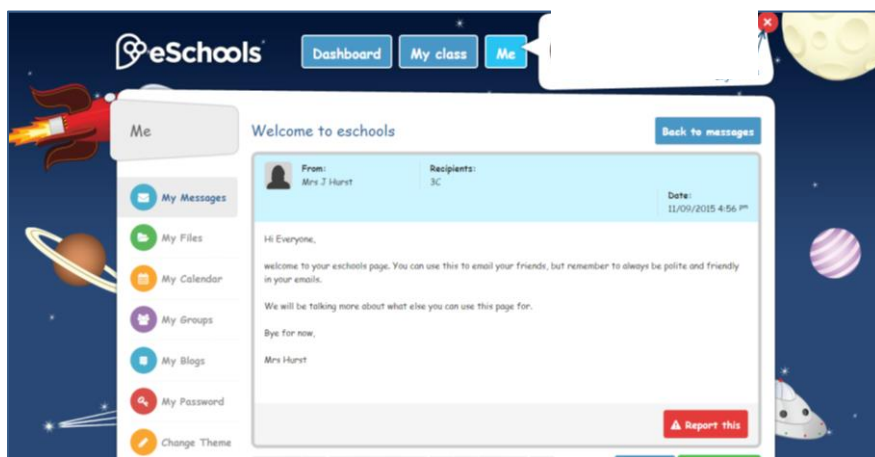 eSchools
Dashboard
My class
Me
Me
Welcome to eschools
Back to messages
From:
Mrs J Hurst
Recipients:
3C
Date:
11/09/2015 4:56 pm
My Messages
My Files
My Calendar
My Groups
My Blogs
My Password
Change Theme
Hi Everyone,
welcome to your eschools page. You can use this to email your friends, but remember to always be polite and friendly
in your emails.
We will be talking more about what else you can use this page for.
Bye for now,
Mrs Hurst
Report this